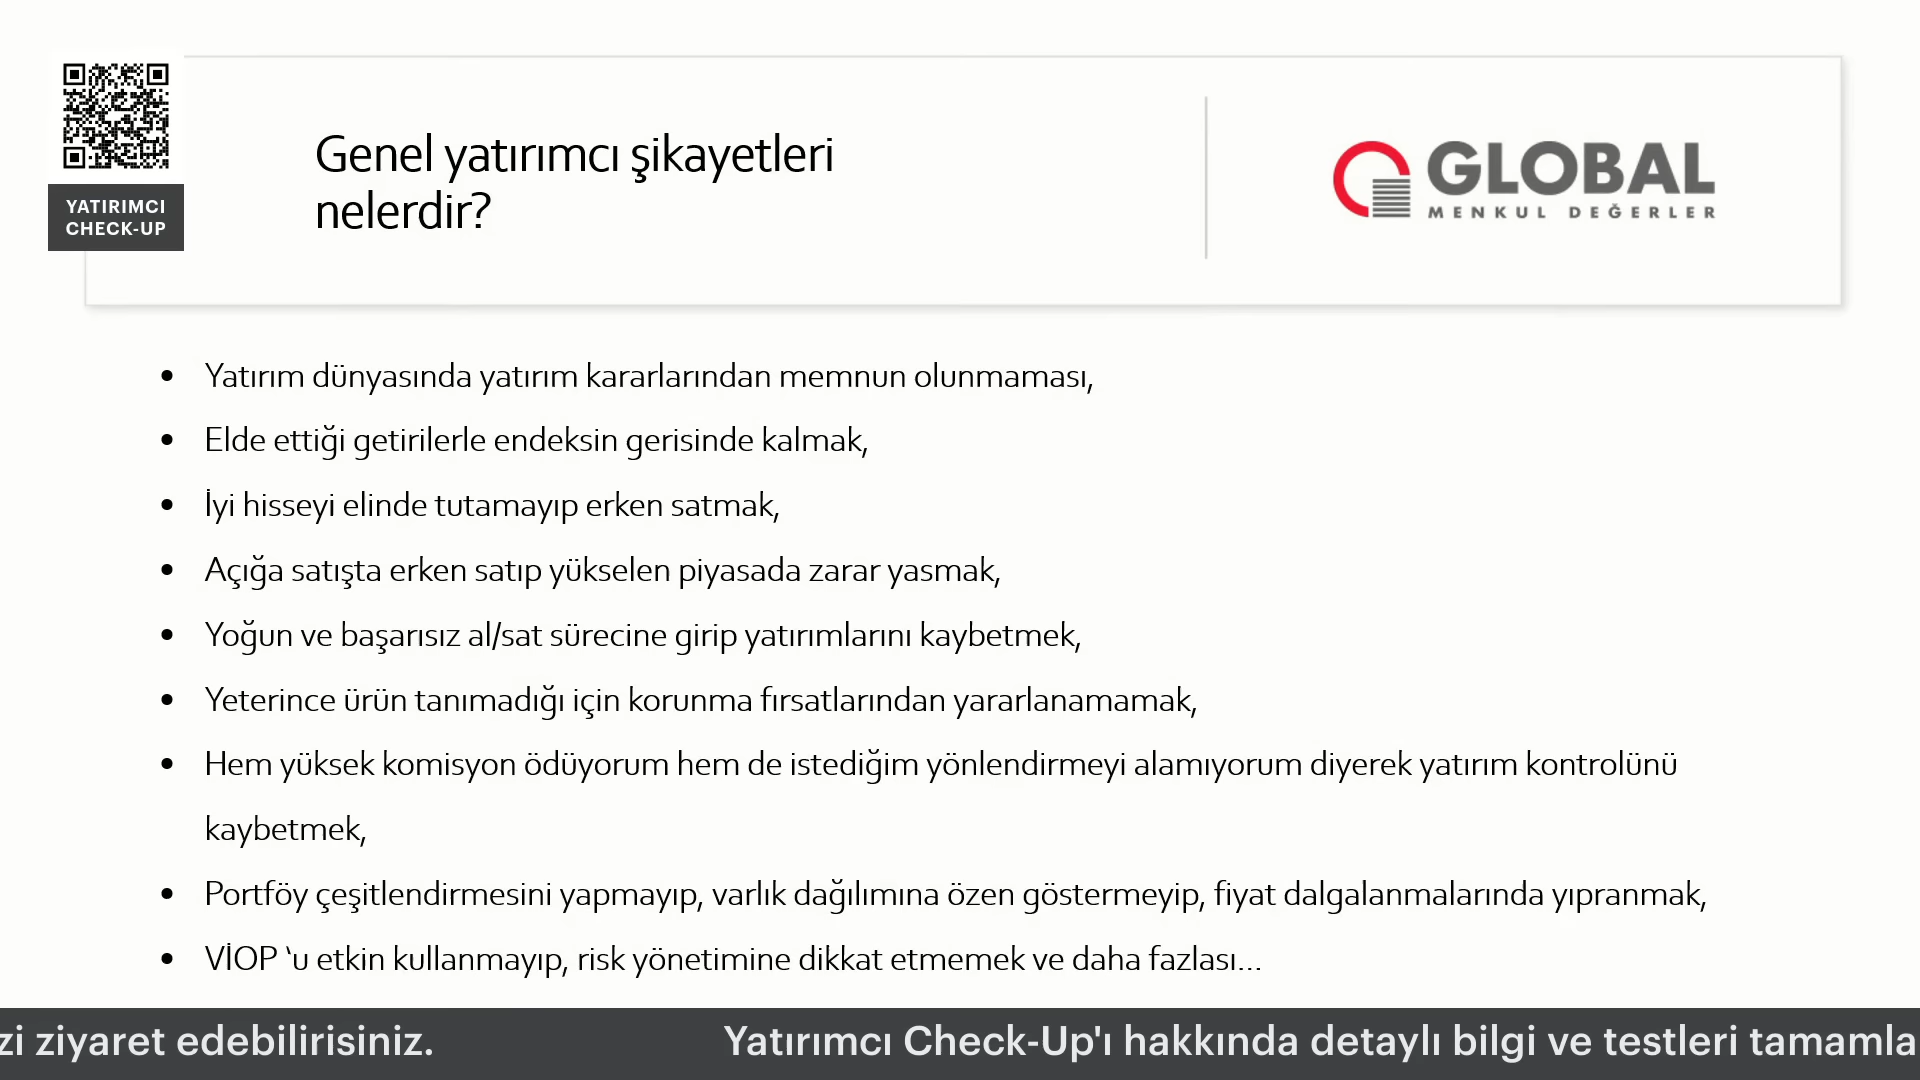 YATIRIMCI
CHECK-UP
Genel yatırımcı şikayetleri
nelerdir?
GLOBAL
MENKUL DEĞERLER
• Yatırım dünyasında yatırım kararlarından memnun olunmaması,
• Elde ettiği getirilerle endeksin gerisinde kalmak,
• İyi hisseyi elinde tutamayıp erken satmak,
• Açığa satışta erken satıp yükselen piyasada zarar yasmak,
• Yoğun ve başarısız al/sat sürecine girip yatırımlarını kaybetmek,
• Yeterince ürün tanımadığı için korunma fırsatlarından yararlanamamak,
• Hem yüksek komisyon ödüyorum hem de istediğim yönlendirmeyi alamıyorum diyerek yatırım kontrolünü
kaybetmek,
• Portföy çeşitlendirmesini yapmayıp, varlık dağılımına özen göstermeyip, fiyat dalgalanmalarında yıpranmak,
• VİOP ‘u etkin kullanmayıp, risk yönetimine dikkat etmemek ve daha fazlası...
zi ziyaret edebilirisiniz. Yatırımcı Check-Up'ı hakkında detaylı bilgi ve testleri tamamla